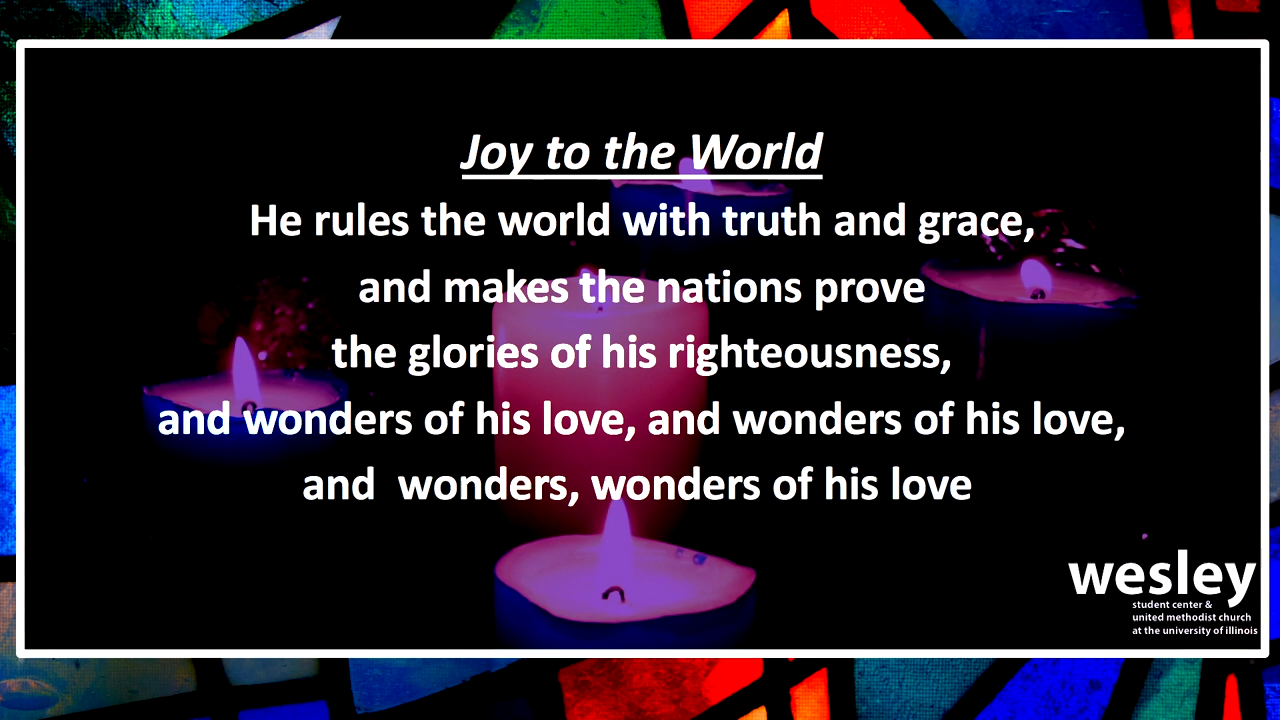 Joy to the World
He rules the world with truth and grace,
and makes the nations prove
the glories of his righteousness,
and wonders of his love, and wonders of his love,
and  wonders, wonders of his love
wesley
student center &
united methodist church
at the university of illinois